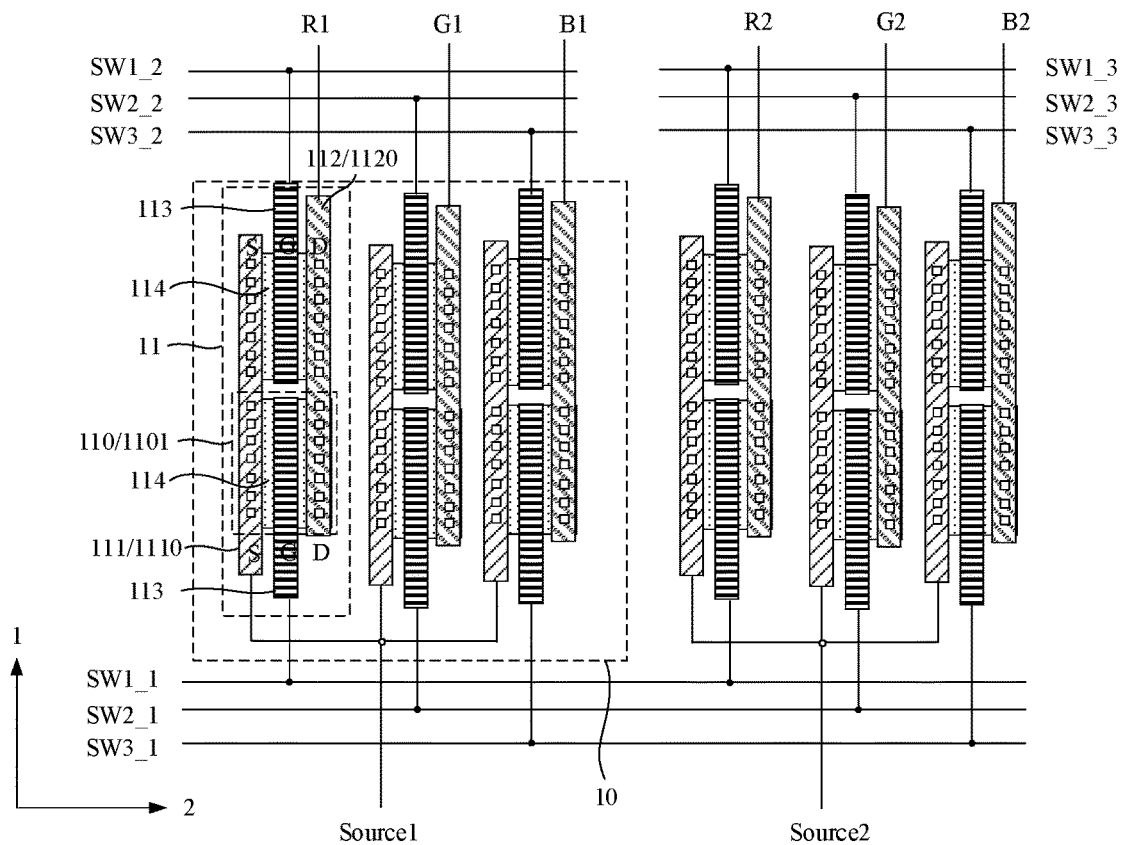 R1 G1 B1 R2 G2 B2
SW1_2 SW1_3
SW2_2 SW2_3
SW3_2 SW3_3
112/1120
113
S G D
114
11
110/1101
114
111/1110
S G D
113
1
SW1_1
SW2_1
SW3_1
10
2
Source1 Source2